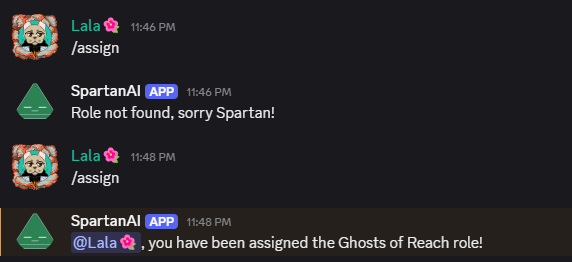 Lala🌺 11:46 PM
/assign
SpartanAI APP 11:46 PM
Role not found, sorry Spartan!
Lala🌺 11:48 PM
/assign
SpartanAI APP 11:48 PM
@Lala🌺, you have been assigned the Ghosts of Reach role!